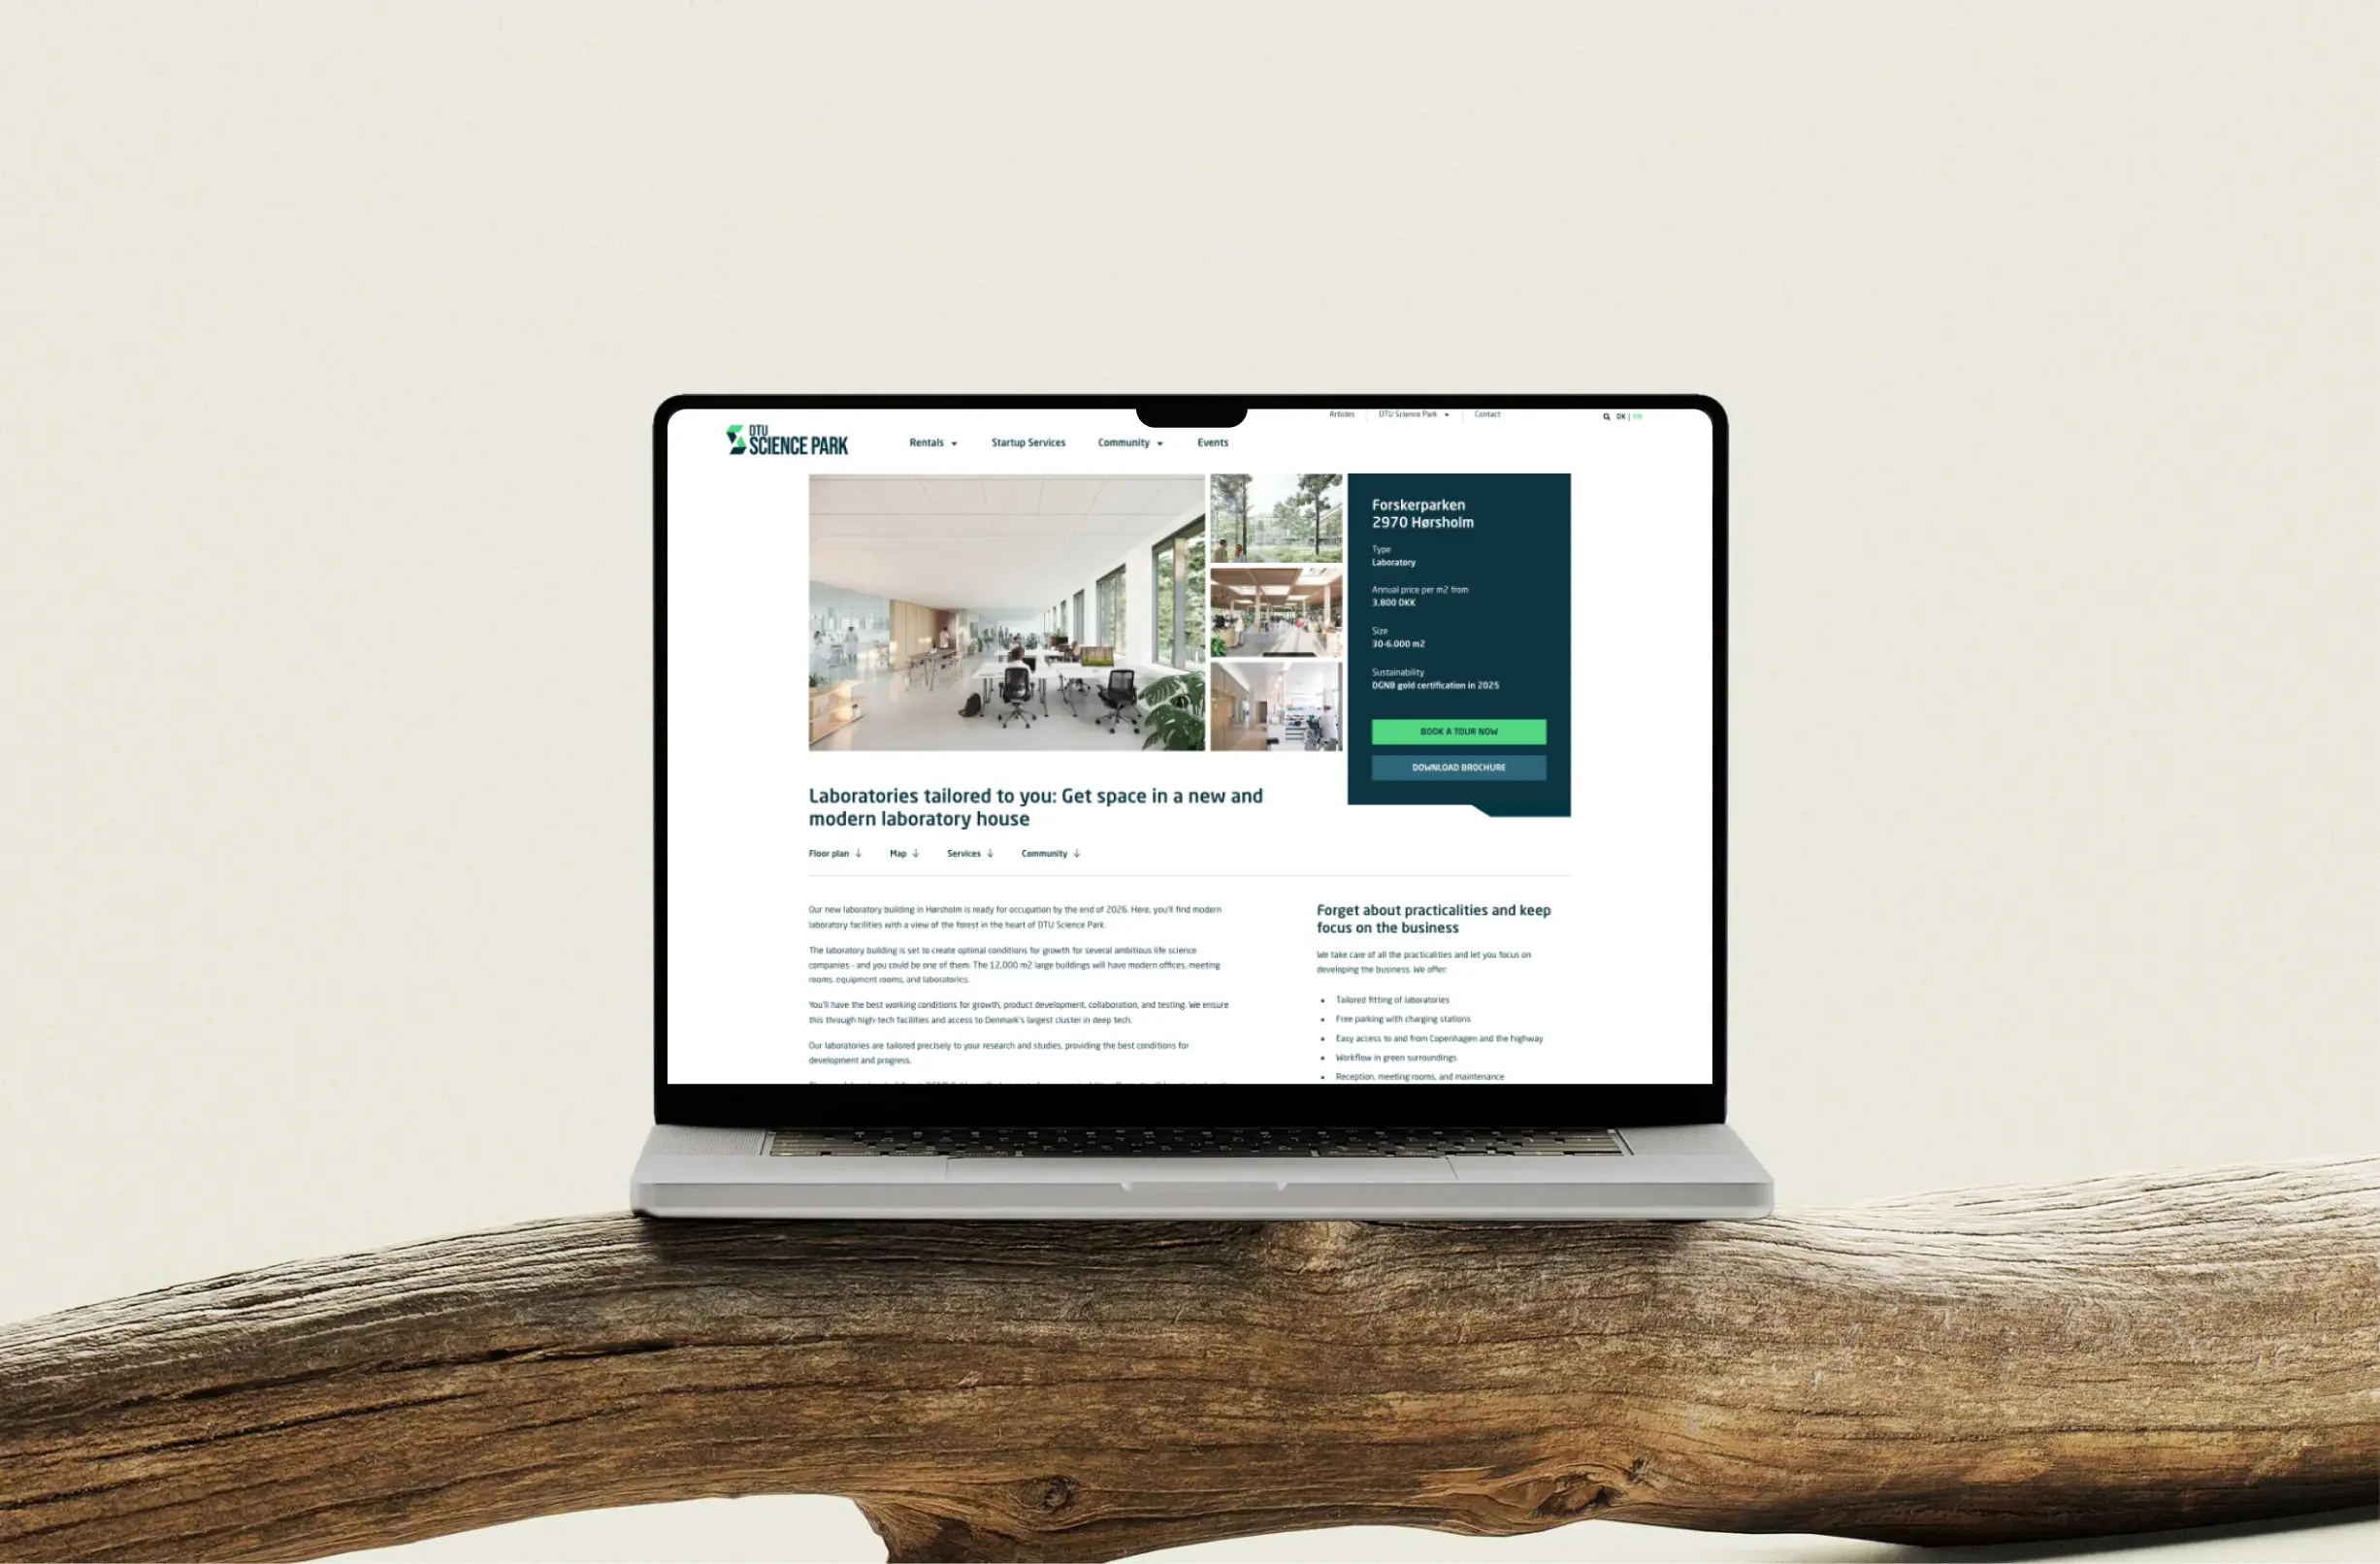 Articles
DTU Science Park
Contact
DK | EN
DTU
SCIENCE PARK
Rentals
Startup Services
Community
Events
Forskerparken
2970 Hørsholm
Type
Laboratory
Annual price per m2 from
3,800 DKK
Size
30-6.000 m2
Sustainability
DGNB gold certification in 2025
BOOK A TOUR NOW
DOWNLOAD BROCHURE
Laboratories tailored to you: Get space in a new and
modern laboratory house
Floor plan
Map
Services
Community
Our new laboratory building in Hørsholm is ready for occupation by the end of 2026. Here, you'll find modern
laboratory facilities with a view of the forest in the heart of DTU Science Park.
The laboratory building is set to create optimal conditions for growth for several ambitious life science
companies - and you could be one of them. The 12,000 m2 large buildings will have modern offices, meeting
rooms, equipment rooms, and laboratories.
You'll have the best working conditions for growth, product development, collaboration, and testing. We ensure
this through high-tech facilities and access to Denmark's largest cluster in deep tech.
Our laboratories are tailored precisely to your research and studies, providing the best conditions for
development and progress.
Forget about practicalities and keep
focus on the business
We take care of all the practicalities and let you focus on
developing the business. We offer:
• Tailored fitting of laboratories
• Free parking with charging stations
• Easy access to and from Copenhagen and the highway
• Workflow in green surroundings
• Reception, meeting rooms, and maintenance